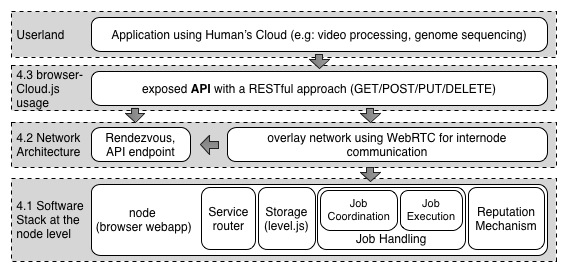 Userland
Application using Human's Cloud (e.g: video processing, genome sequencing)
4.3 browser-
Cloud.js
usage
exposed API with a RESTful approach (GET/POST/PUT/DELETE)
4.2 Network
Architecture
Rendezvous,
API endpoint
overlay network using WebRTC for internode
communication
4.1 Software
Stack at the
node level
node
(browser webapp)
Service
router
Storage
(level.js)
Job
Coordination
Job
Execution
Job Handling
Reputation
Mechanism